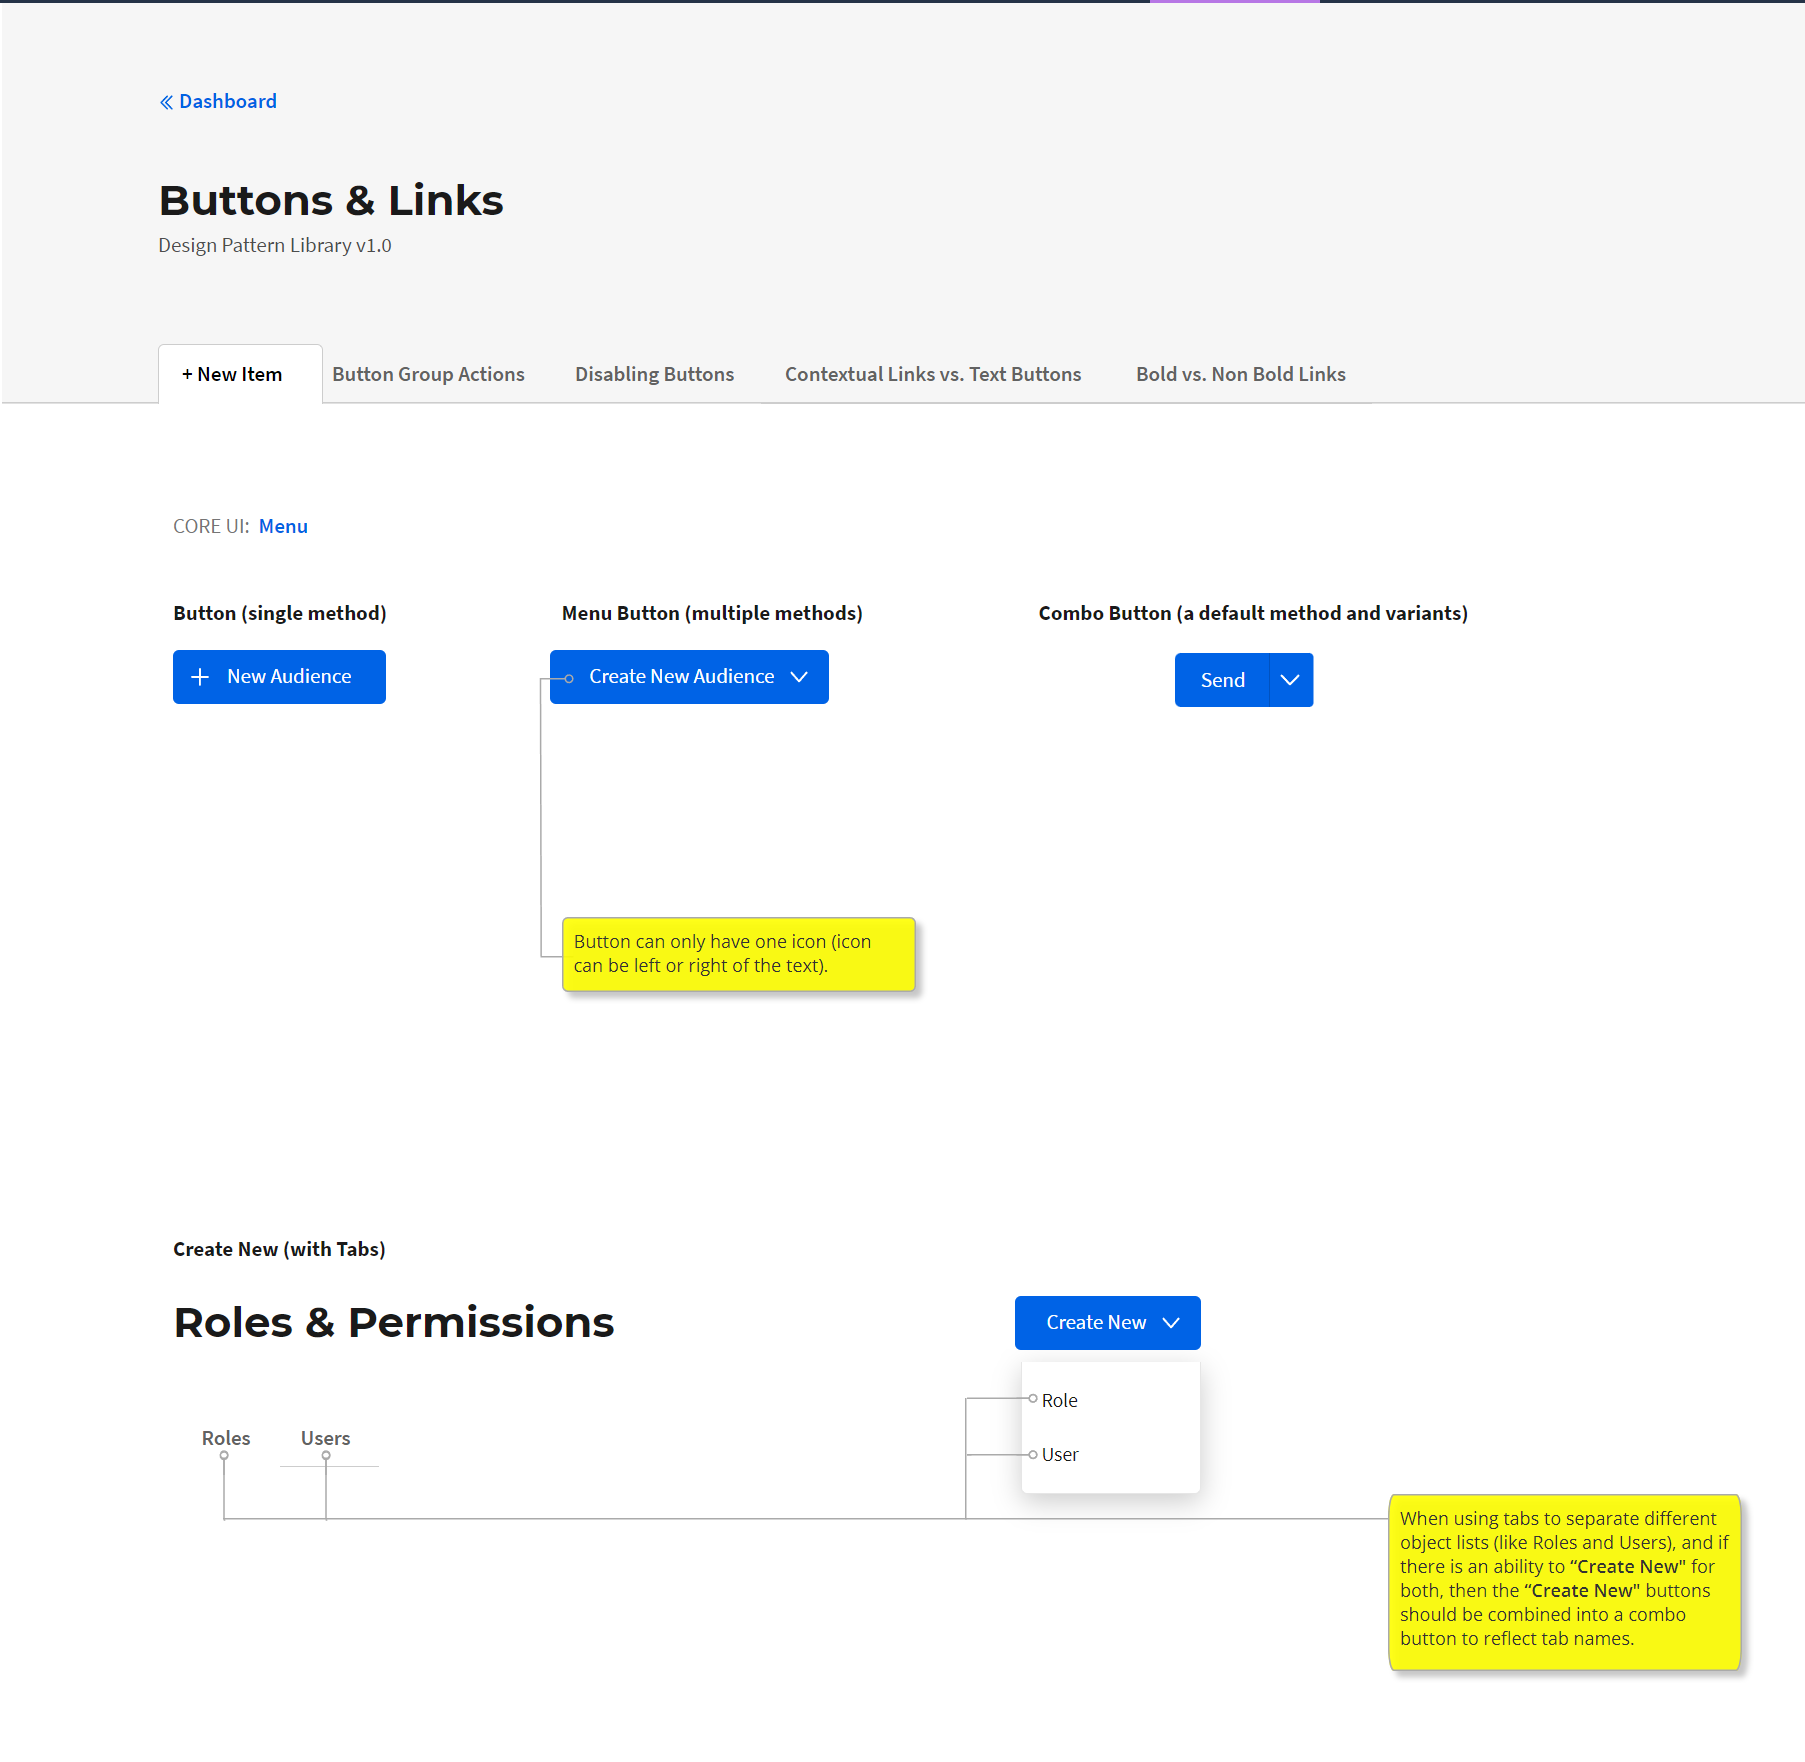 Dashboard
Buttons & Links
Design Pattern Library v1.0
+ New Item
Button Group Actions
Disabling Buttons
Contextual Links vs. Text Buttons
Bold vs. Non Bold Links
CORE UI: Menu
Button (single method)
Menu Button (multiple methods)
Combo Button (a default method and variants)
New Audience
Create New Audience
Send
Button can only have one icon (icon
can be left or right of the text).
Create New (with Tabs)
Roles & Permissions
Create New
Role
User
Roles
Users
When using tabs to separate different
object lists (like Roles and Users), and if
there is an ability to “Create New" for
both, then the “Create New" buttons
should be combined into a combo
button to reflect tab names.